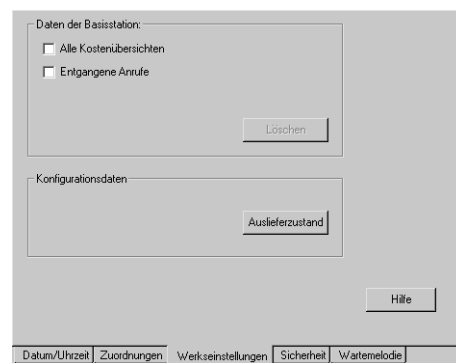 Daten der Basisstation:
Alle Kostenübersichten
Entgangene Anrufe
Löschen
Konfigurationsdaten
Auslieferzustand
Hilfe
Datum/Uhrzeit Zuordnungen Werkseinstellungen Sicherheit Wartemelodie